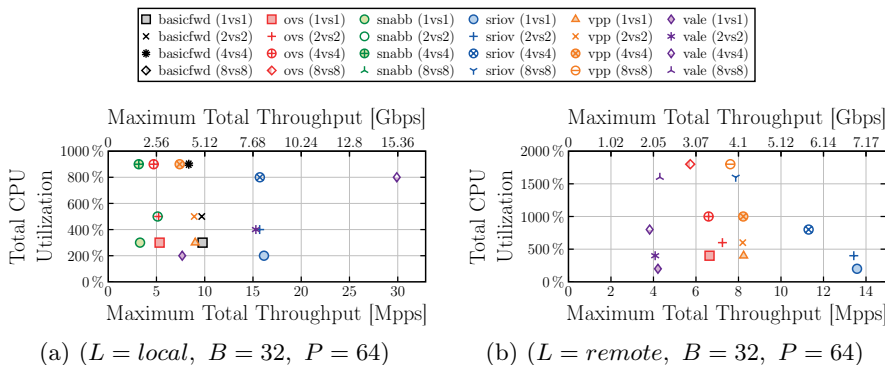 basicfwd (1vs1) ovs (1vs1) snabb (1vs1) sriov (1vs1) vpp (1vs1) vale (1vs1)
basicfwd (2vs2) ovs (2vs2) snabb (2vs2) sriov (2vs2) vpp (2vs2) vale (2vs2)
basicfwd (4vs4) ovs (4vs4) snabb (4vs4) sriov (4vs4) vpp (4vs4) vale (4vs4)
basicfwd (8vs8) ovs (8vs8) snabb (8vs8) sriov (8vs8) vpp (8vs8) vale (8vs8)
Maximum Total Throughput [Gbps]
0 2.56 5.12 7.68 10.24 12.8 15.36
Total CPU
Utilization
1000 %
800 %
600 %
400 %
200 %
0 %
0 5 10 15 20 25 30
Maximum Total Throughput [Mpps]
(a) (L = local, B = 32, P = 64)
Maximum Total Throughput [Gbps]
0 1.02 2.05 3.07 4.1 5.12 6.14 7.17
Total CPU
Utilization
2000 %
1500 %
1000 %
500 %
0 %
0 2 4 6 8 10 12 14
Maximum Total Throughput [Mpps]
(b) (L = remote, B = 32, P = 64)